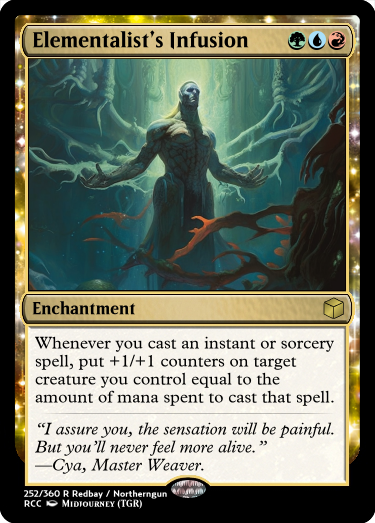 Elementalist's Infusion
Enchantment
Whenever you cast an instant or sorcery
spell, put +1/+1 counters on target
creature you control equal to the
amount of mana spent to cast that spell.
“I assure you, the sensation will be painful.
But you’ll never feel more alive.”
—Cya, Master Weaver.
252/360 R Redbay / Northerngun
RCC Midjourney (TGR)